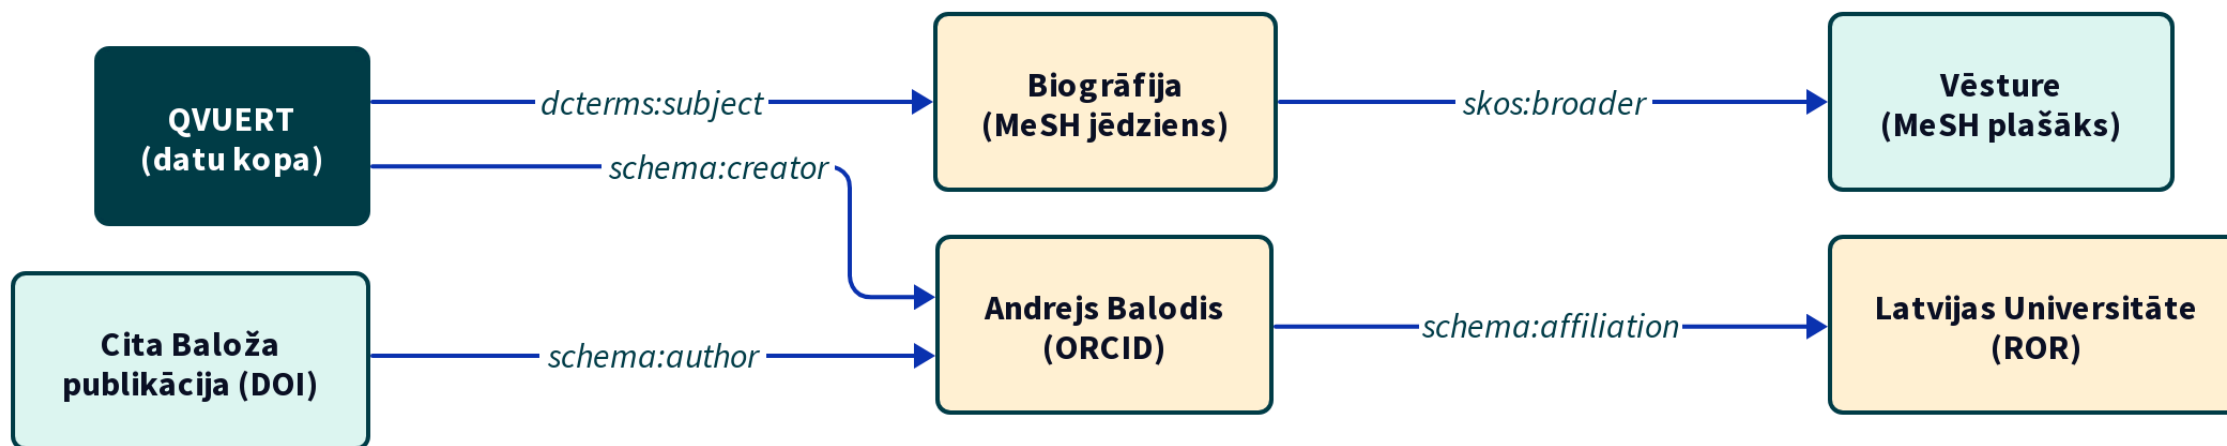 QVUERT
(datu kopa)
dcterms:subject
Biogrāfija
(MeSH jēdziens)
skos:broader
Vēsture
(MeSH plašāks)
schema:creator
Cita Baloža
publikācija (DOI)
schema:author
Andrejs Balodis
(ORCID)
schema:affiliation
Latvijas Universitāte
(ROR)